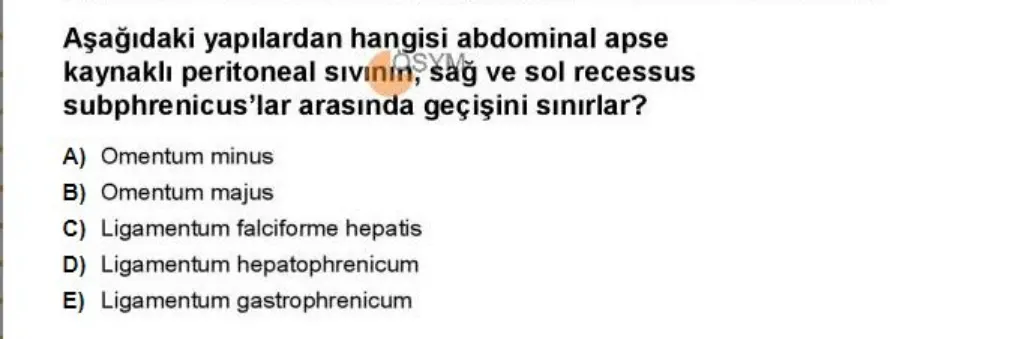 Aşağıdaki yapılardan hangisi abdominal apse
kaynaklı peritoneal sıvının, sağ ve sol recessus
subphrenicus'lar arasında geçişini sınırlar?
ÖSYM
A) Omentum minus
B) Omentum majus
C) Ligamentum falciforme hepatis
D) Ligamentum hepatophrenicum
E) Ligamentum gastrophrenicum